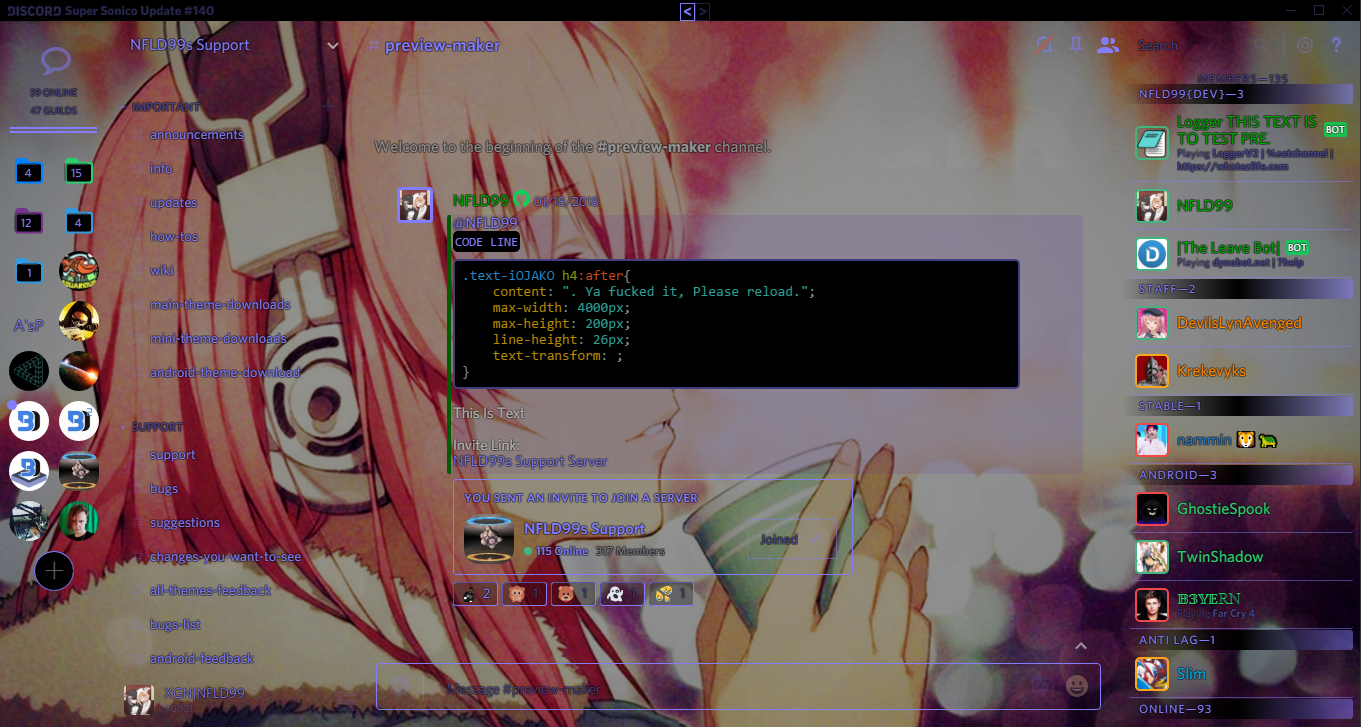 DISCORD Super Sonico Update #140
< >
NFLD99s Support
# preview-maker
Search
@ ?
39 ONLINE
47 GUILDS
4
15
12
4
1
A'sP
IMPORTANT
announcements
info
updates
how-tos
wiki
main-theme-downloads
mini-theme-downloads
android-theme-download
SUPPORT
support
bugs
suggestions
changes-you-want-to-see
all-themes-feedback
bugs-list
android-feedback
XGN|NFLD99
Welcome to the beginning of the #preview-maker channel.
NFLD99 01/18/2018
@NFLD99
CODE LINE
.text-iOJAKO h4:after{
content: ". Ya fucked it, Please reload.";
max-width: 4000px;
max-height: 200px;
line-height: 26px;
text-transform: ;
}
This Is Text
Invite Link:
NFLD99s Support Server
YOU SENT AN INVITE TO JOIN A SERVER
NFLD99s Support
115 Online 317 Members
Joined
2 1 1 1 1
Message #preview-maker
MEMBERS—135
NFLD99{DEV}—3
Logger THIS TEXT IS
TO TEST PRE.
BOT
Playing LoggerV2 | %setchannel |
https://whatezlife.com
NFLD99
|The Leave Bot| BOT
Playing dynobot.net | ?help
STAFF—2
DevilsLynAvenged
Krekevyks
STABLE—1
nammin 🐯🐢
ANDROID—3
GhostieSpook
TwinShadow
𝔹𝟛𝕐𝔼ℝℕ
Playing Far Cry 4
ANTI LAG—1
Slim
ONLINE—93